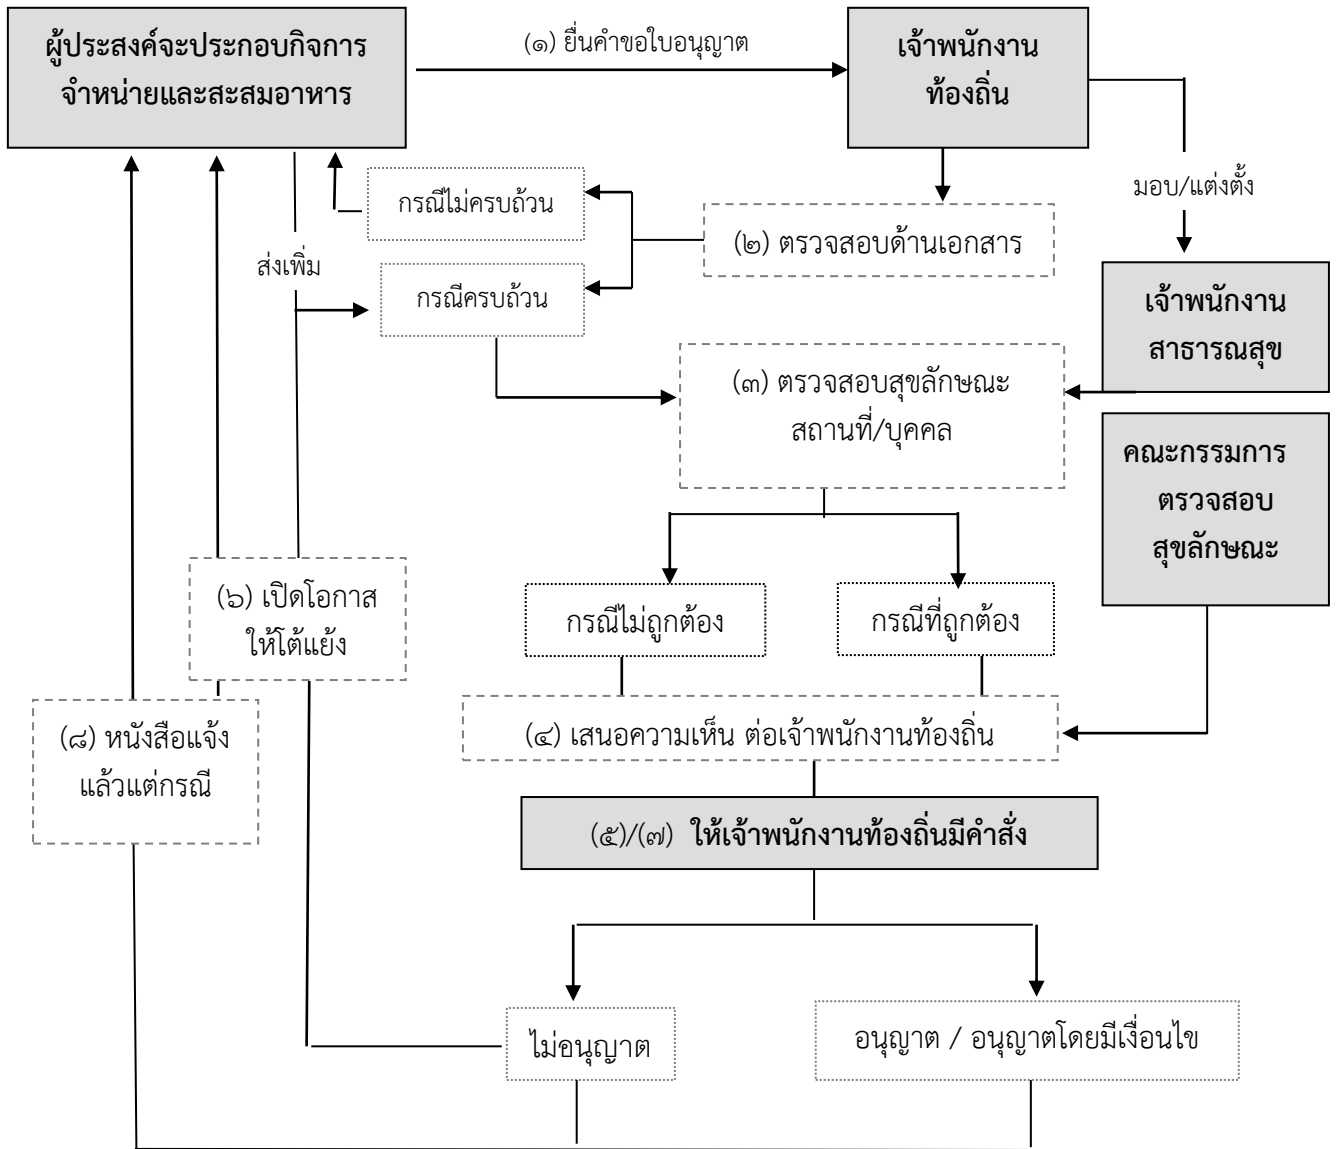 ผู้ประสงค์จะประกอบกิจการ
จำหน่ายและสะสมอาหาร
(๑) ยื่นคำขอใบอนุญาต
เจ้าพนักงาน
ท้องถิ่น
มอบ/แต่งตั้ง
กรณีไม่ครบถ้วน
(๒) ตรวจสอบด้านเอกสาร
ส่งเพิ่ม
กรณีครบถ้วน
เจ้าพนักงาน
สาธารณสุข
(๓) ตรวจสอบสุขลักษณะ
สถานที่/บุคคล
คณะกรรมการ
ตรวจสอบ
สุขลักษณะ
(๖) เปิดโอกาส
ให้โต้แย้ง
กรณีไม่ถูกต้อง
กรณีที่ถูกต้อง
(๘) หนังสือแจ้ง
แล้วแต่กรณี
(๔) เสนอความเห็น ต่อเจ้าพนักงานท้องถิ่น
(๕)/(๗) ให้เจ้าพนักงานท้องถิ่นมีคำสั่ง
ไม่อนุญาต
อนุญาต / อนุญาตโดยมีเงื่อนไข